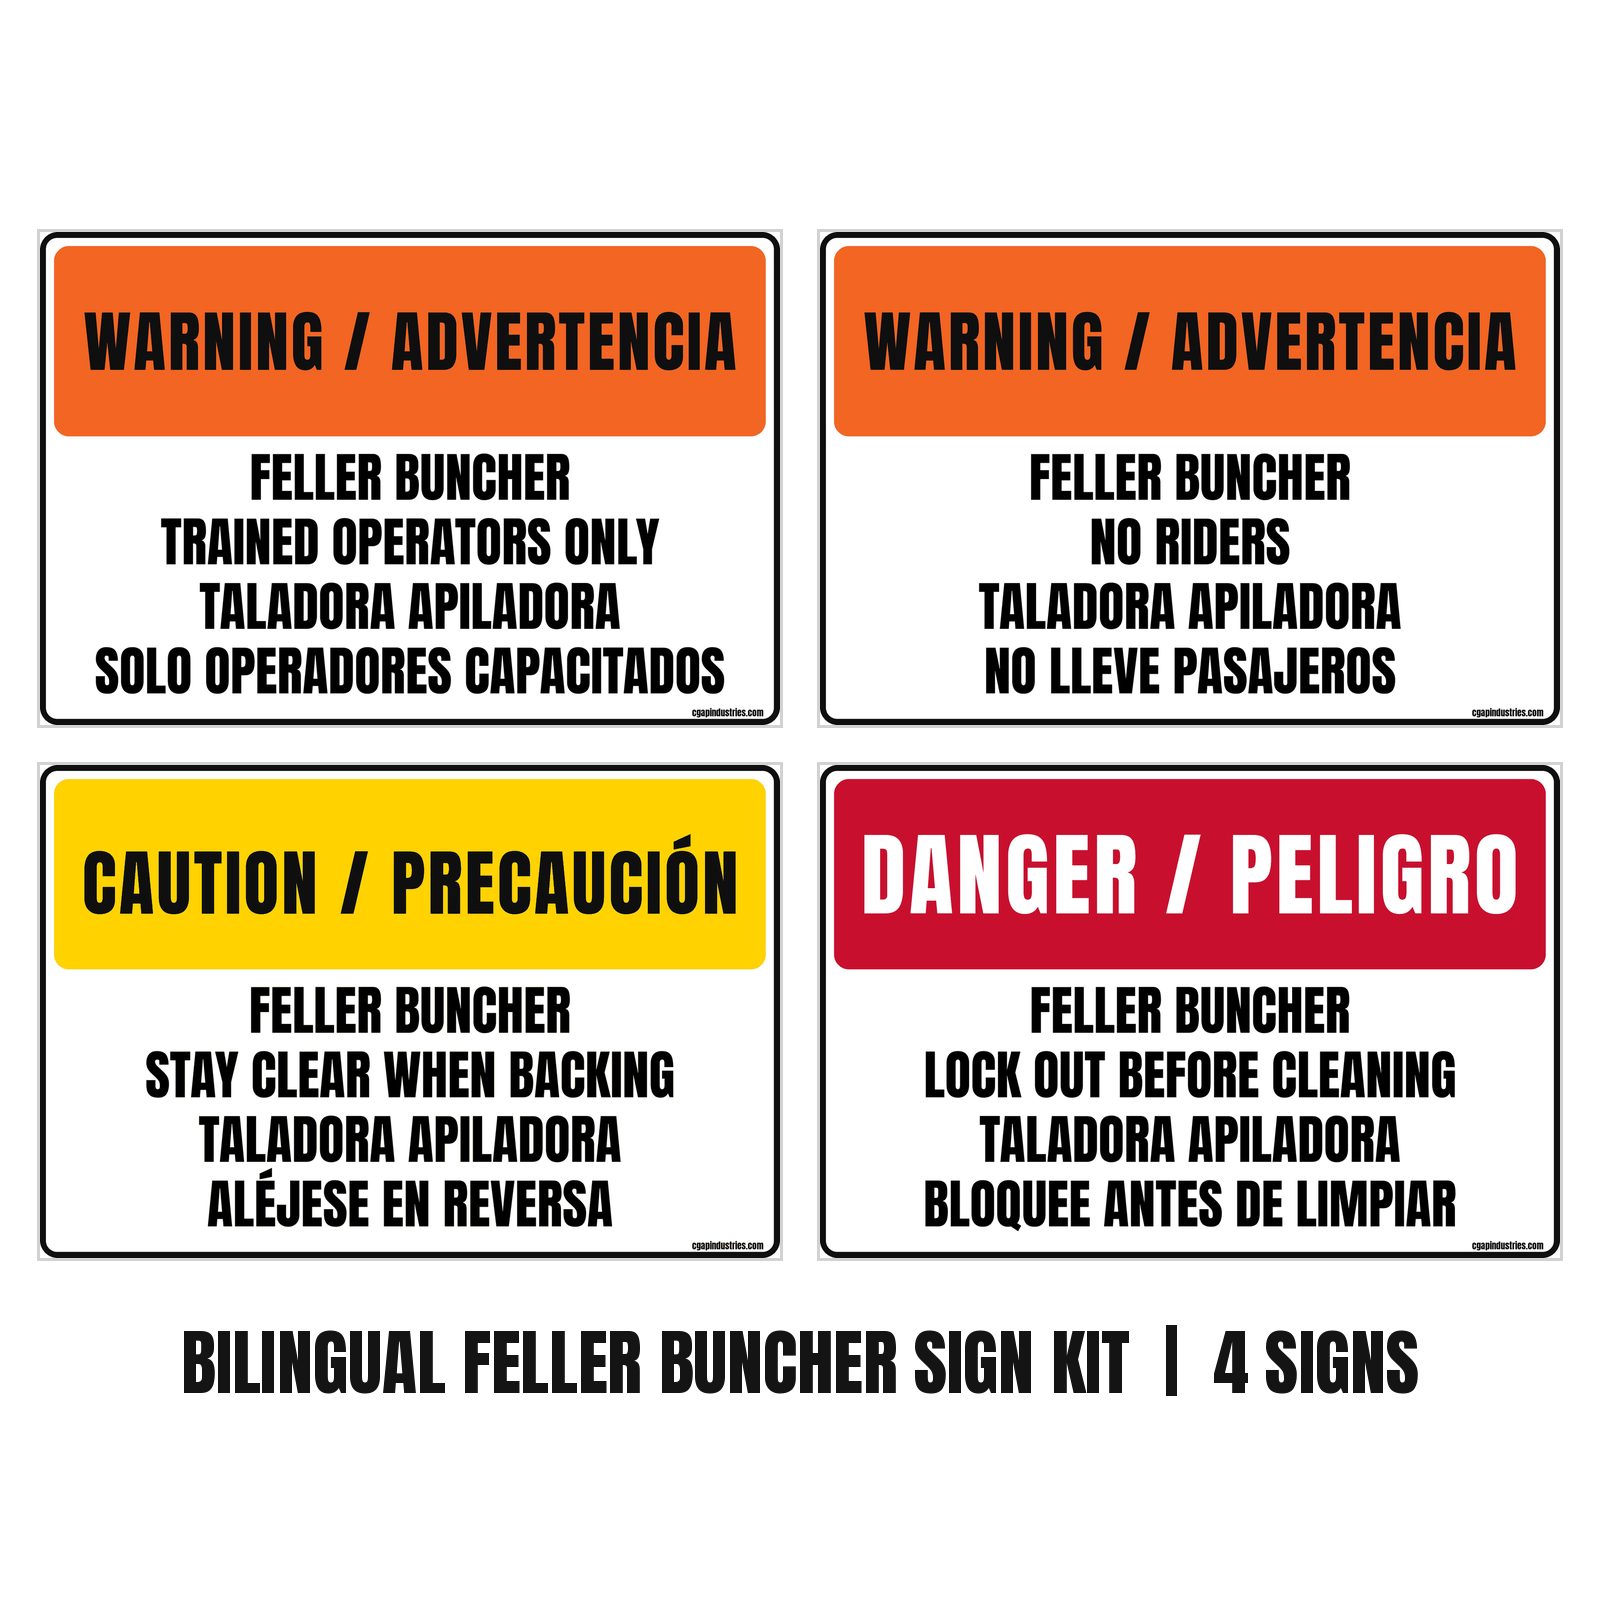 WARNING / ADVERTENCIA
FELLER BUNCHER
TRAINED OPERATORS ONLY
TALADORA APILADORA
SOLO OPERADORES CAPACITADOS
cgapindustries.com
WARNING / ADVERTENCIA
FELLER BUNCHER
NO RIDERS
TALADORA APILADORA
NO LLEVE PASAJEROS
cgapindustries.com
CAUTION / PRECAUCIÓN
FELLER BUNCHER
STAY CLEAR WHEN BACKING
TALADORA APILADORA
ALÉJESE EN REVERSA
cgapindustries.com
DANGER / PELIGRO
FELLER BUNCHER
LOCK OUT BEFORE CLEANING
TALADORA APILADORA
BLOQUEE ANTES DE LIMPIAR
cgapindustries.com
BILINGUAL FELLER BUNCHER SIGN KIT | 4 SIGNS